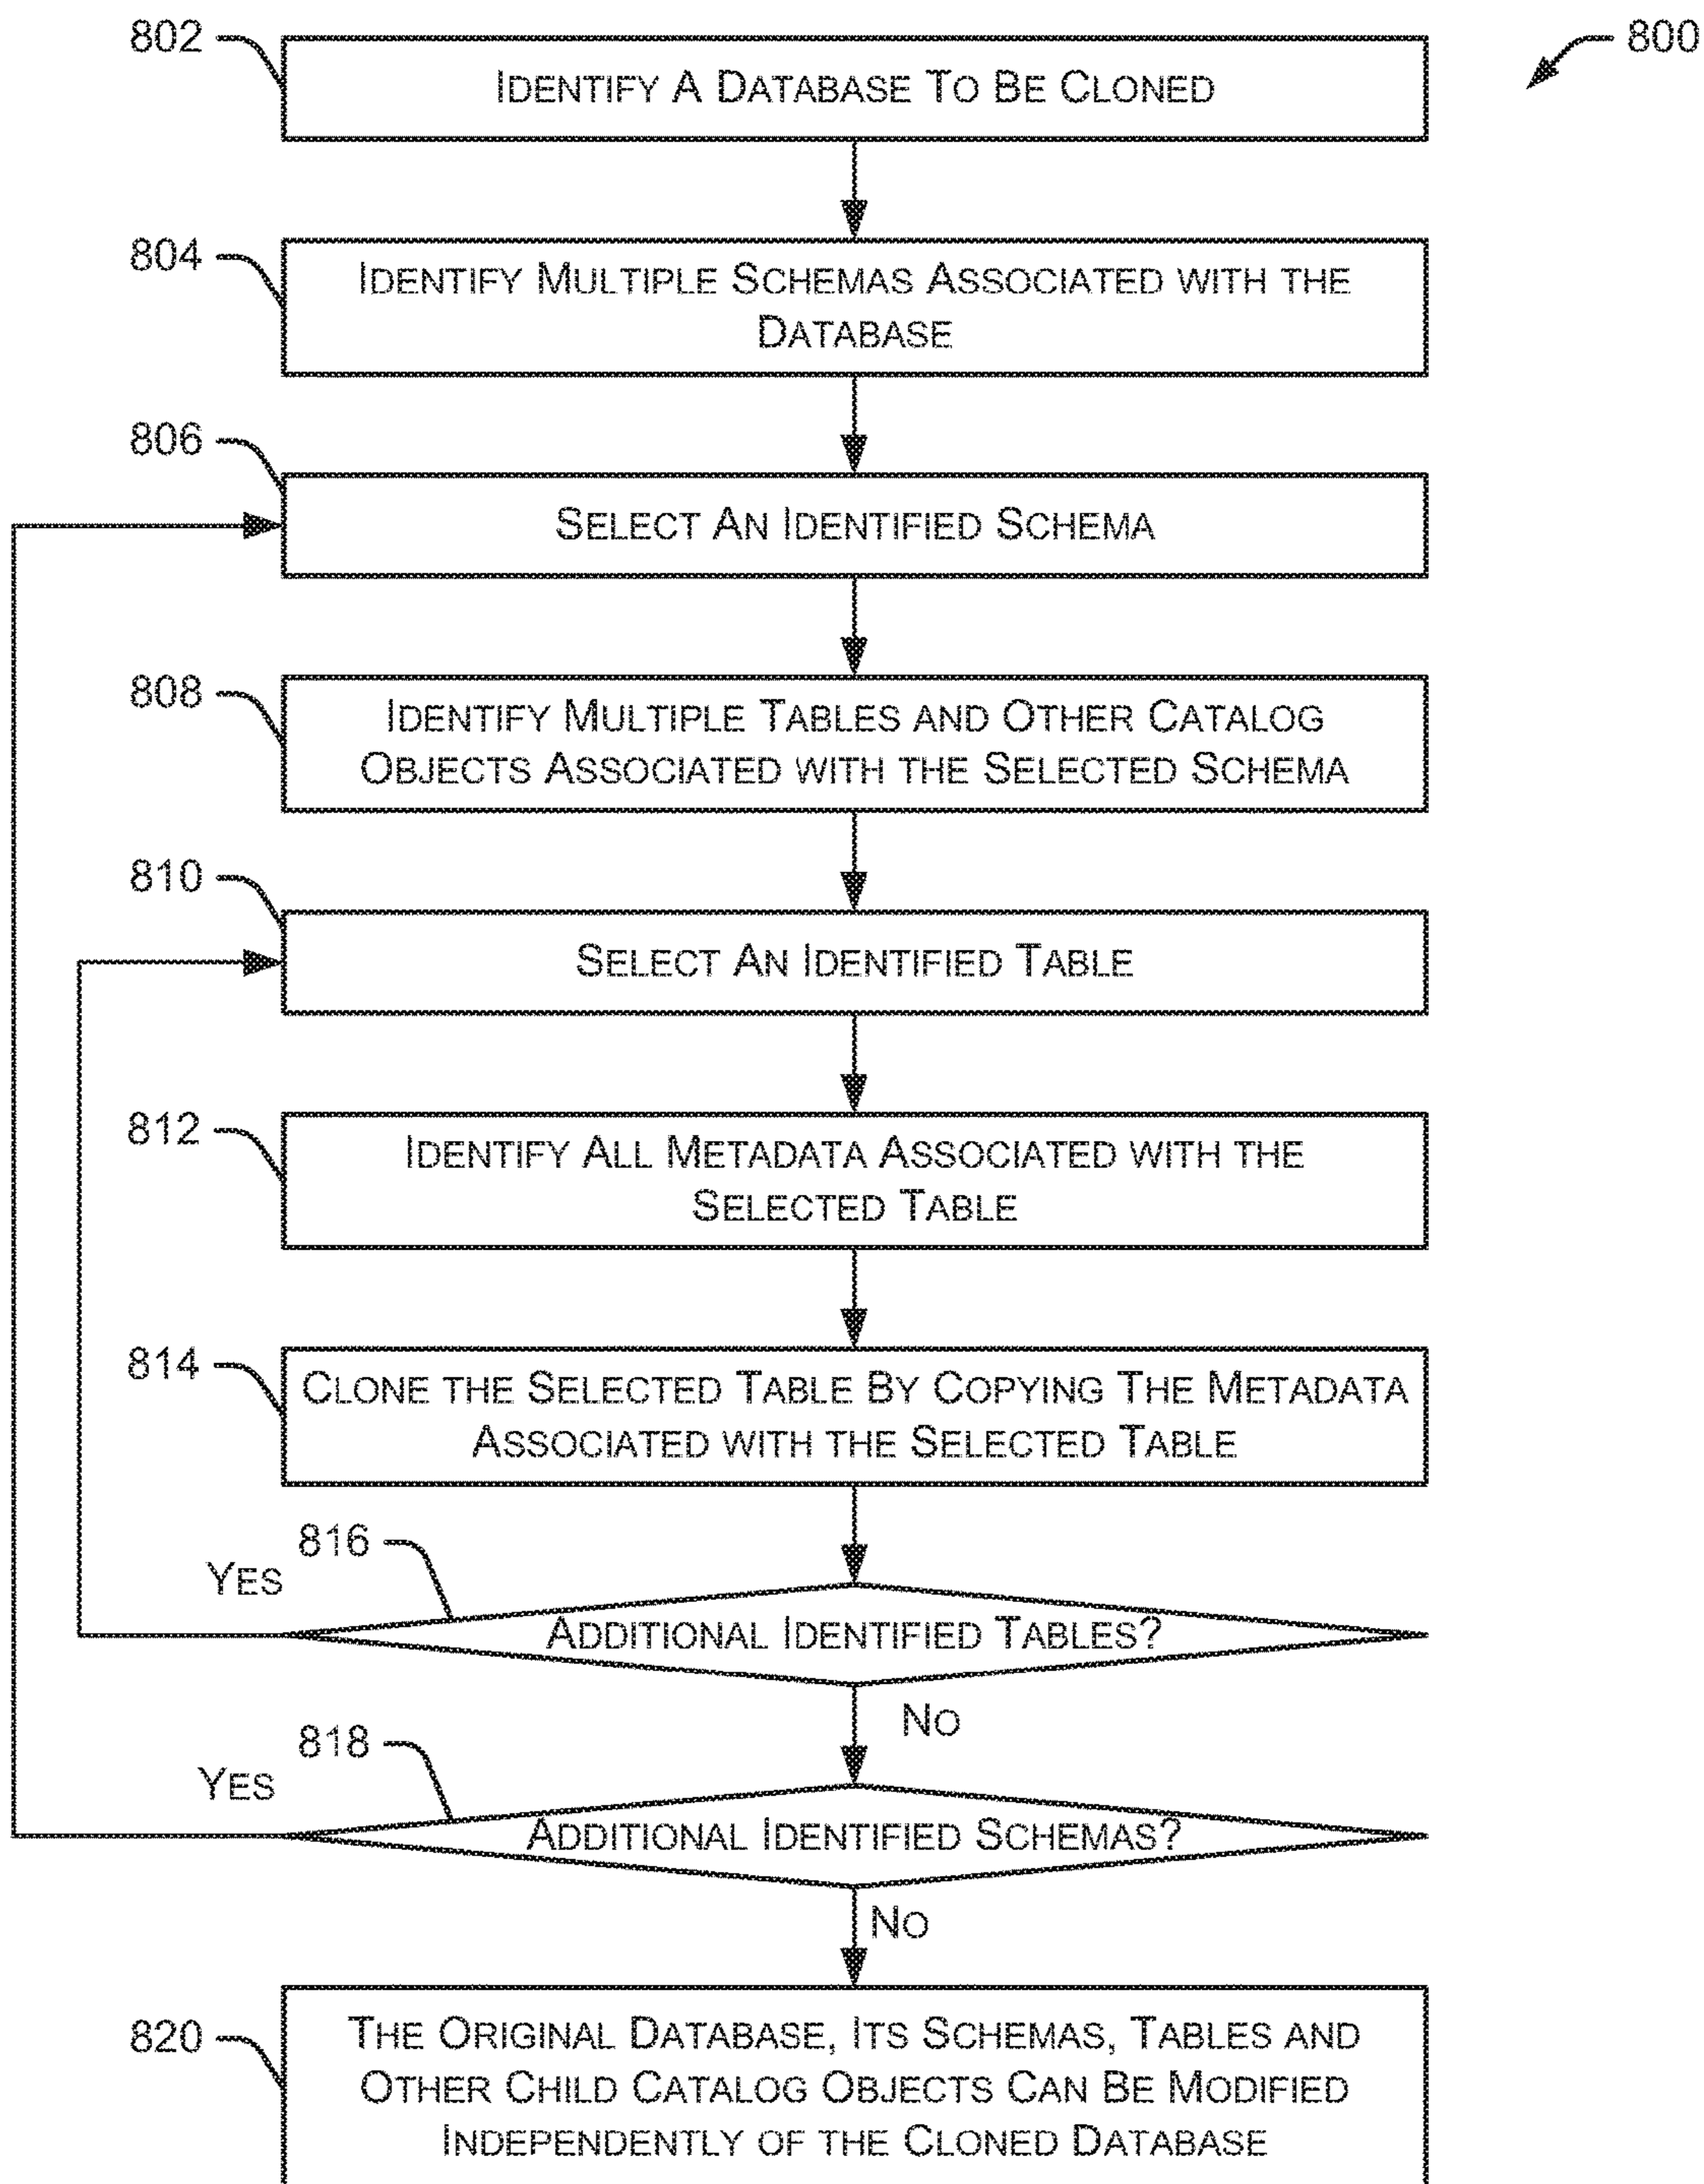 800
802
IDENTIFY A DATABASE TO BE CLONED
804
IDENTIFY MULTIPLE SCHEMAS ASSOCIATED WITH THE
DATABASE
806
SELECT AN IDENTIFIED SCHEMA
808
IDENTIFY MULTIPLE TABLES AND OTHER CATALOG
OBJECTS ASSOCIATED WITH THE SELECTED SCHEMA
810
SELECT AN IDENTIFIED TABLE
812
IDENTIFY ALL METADATA ASSOCIATED WITH THE
SELECTED TABLE
814
CLONE THE SELECTED TABLE BY COPYING THE METADATA
ASSOCIATED WITH THE SELECTED TABLE
816
YES
ADDITIONAL IDENTIFIED TABLES?
NO
818
YES
ADDITIONAL IDENTIFIED SCHEMAS?
NO
820
THE ORIGINAL DATABASE, ITS SCHEMAS, TABLES AND
OTHER CHILD CATALOG OBJECTS CAN BE MODIFIED
INDEPENDENTLY OF THE CLONED DATABASE